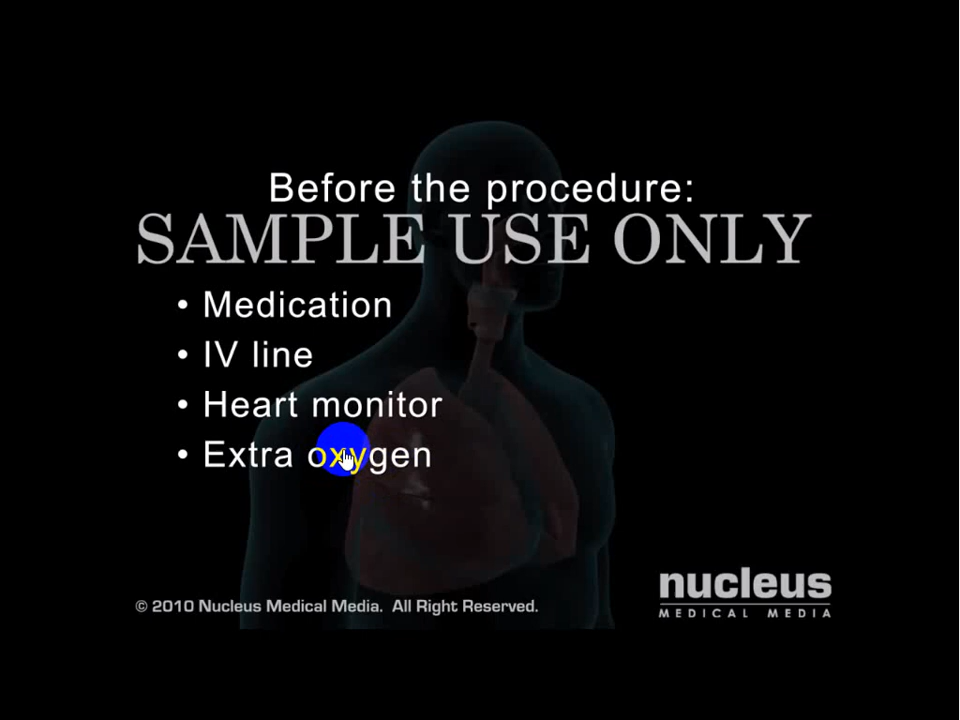 Before the procedure:
SAMPLE USE ONLY
• Medication
• IV line
• Heart monitor
• Extra oxygen
© 2010 Nucleus Medical Media. All Right Reserved.
nucleus
MEDICAL MEDIA